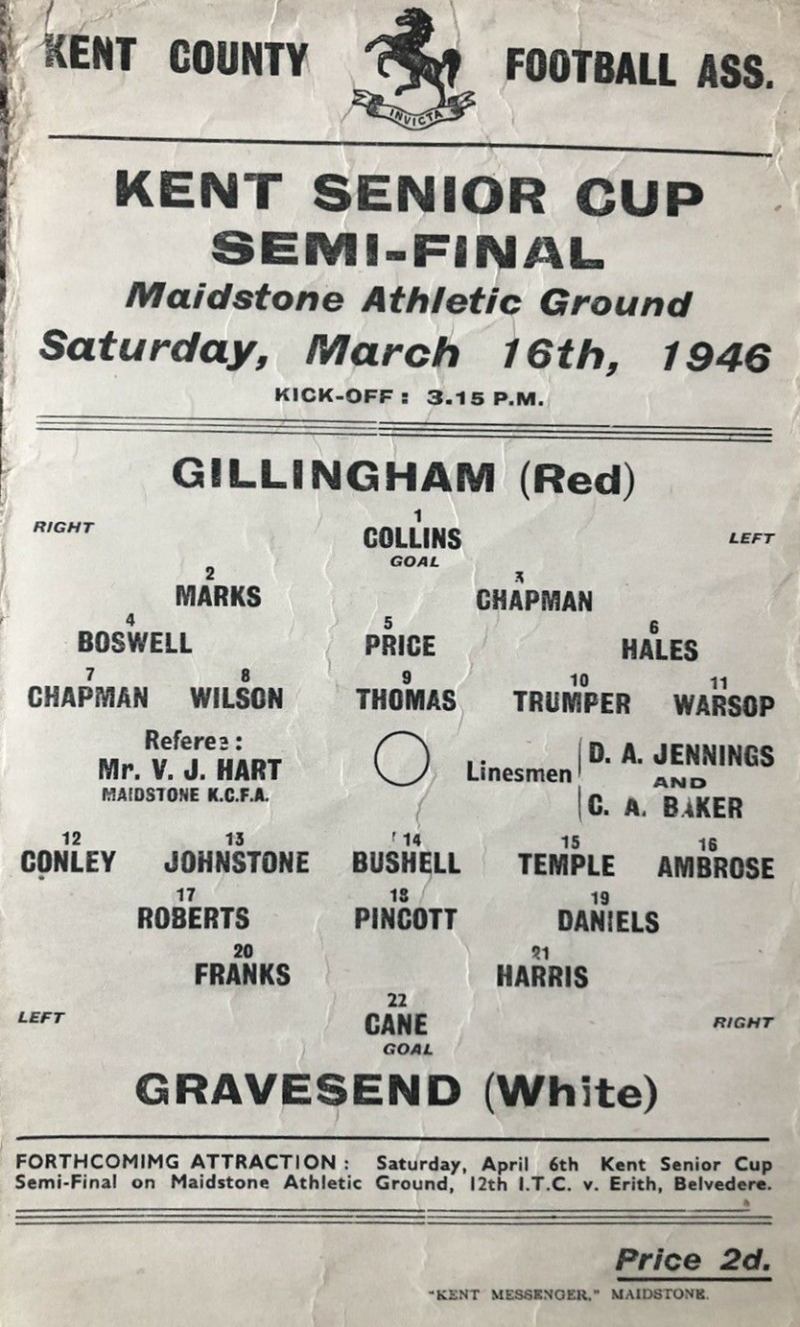 KENT COUNTY FOOTBALL ASS.
INVICTA
KENT SENIOR CUP
SEMI-FINAL
Maidstone Athletic Ground
Saturday, March 16th, 1946
KICK-OFF : 3.15 P.M.
GILLINGHAM (Red)
RIGHT
1
COLLINS
GOAL
LEFT
2 3
MARKS CHAPMAN
4 5 6
BOSWELL PRICE HALES
7 8 9 10 11
CHAPMAN WILSON THOMAS TRUMPER WARSOP
Referee :
Mr. V. J. HART
MAIDSTONE K.C.F.A.
Linesmen
D. A. JENNINGS
AND
C. A. BAKER
12 13 14 15 16
CONLEY JOHNSTONE BUSHELL TEMPLE AMBROSE
17 18 19
ROBERTS PINCOTT DANIELS
20 21
FRANKS HARRIS
22
LEFT
CANE
RIGHT
GOAL
GRAVESEND (White)
FORTHCOMIMG ATTRACTION : Saturday, April 6th Kent Senior Cup
Semi-Final on Maidstone Athletic Ground, 12th I.T.C. v. Erith, Belvedere.
Price 2d.
"KENT MESSENGER," MAIDSTONE.